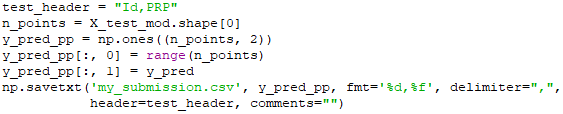 test_header = "Id,PRP"
n_points = X_test_mod.shape[0]
y_pred_pp = np.ones((n_points, 2))
y_pred_pp[:, 0] = range(n_points)
y_pred_pp[:, 1] = y_pred
np.savetxt('my_submission.csv', y_pred_pp, fmt='%d,%f', delimiter=",",
header=test_header, comments="")